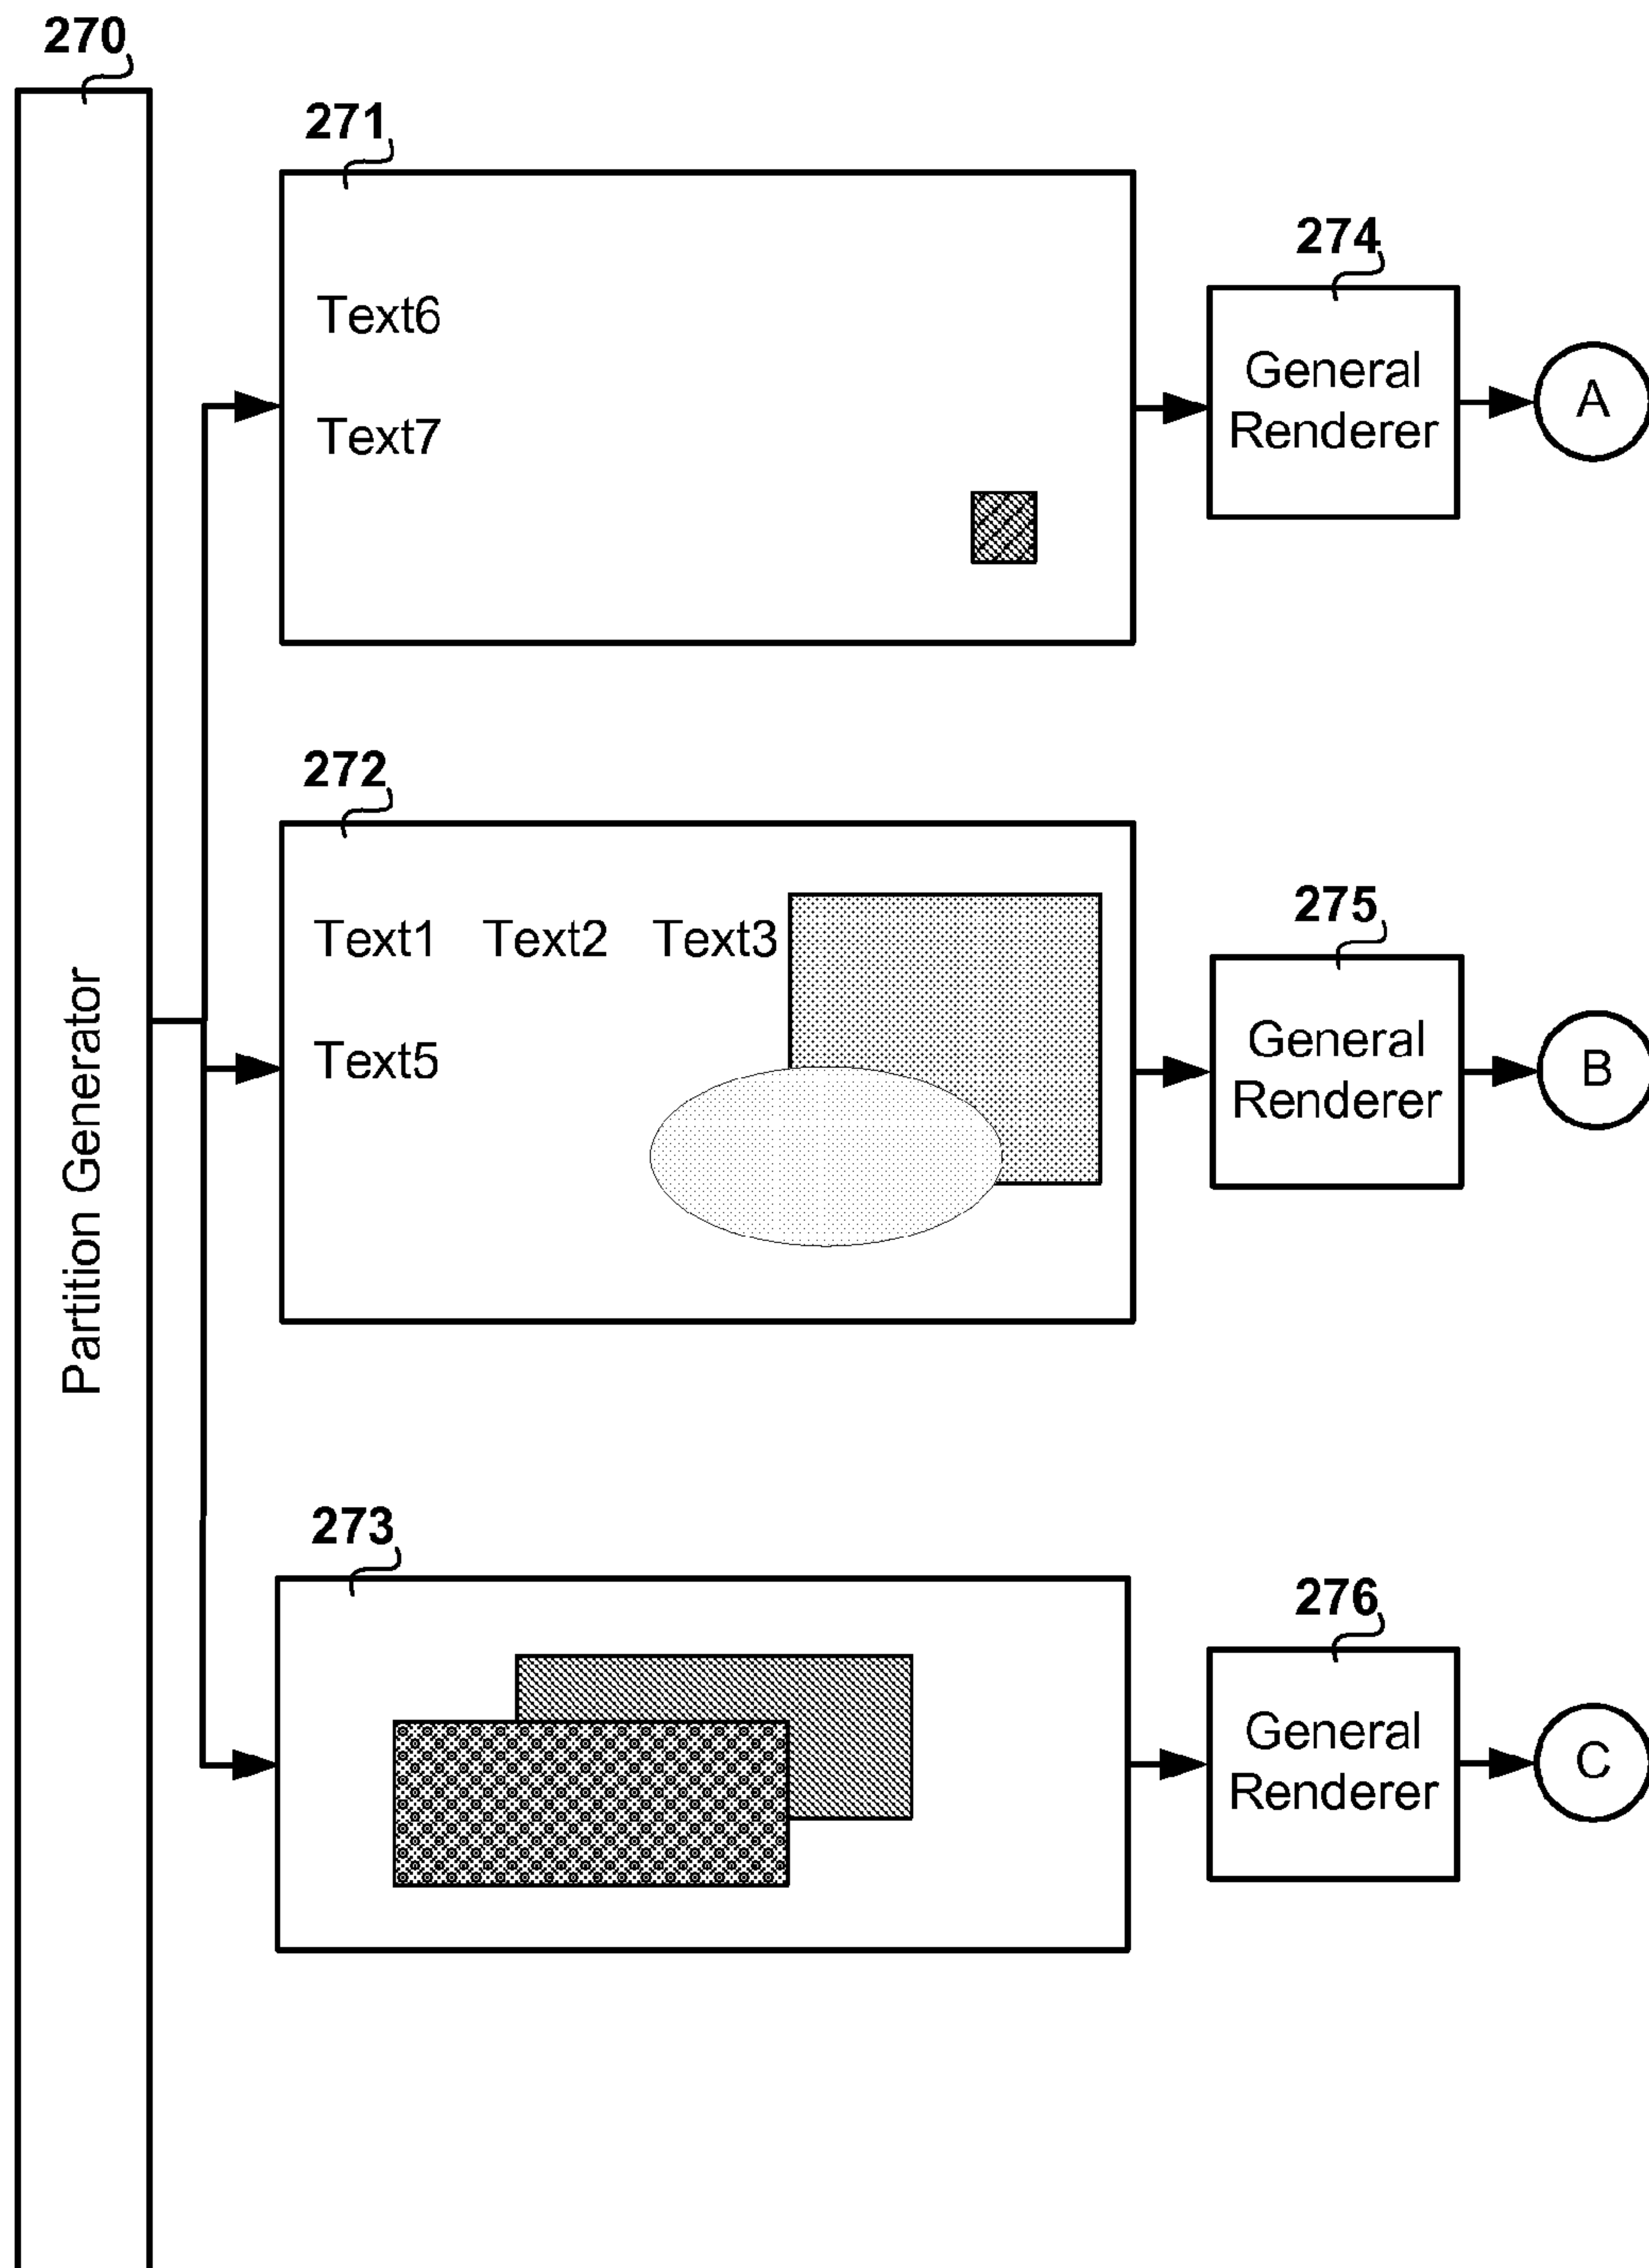 270
Partition Generator
271
Text6
Text7
274
General
Renderer
A
272
Text1 Text2 Text3
Text5
275
General
Renderer
B
273
276
General
Renderer
C